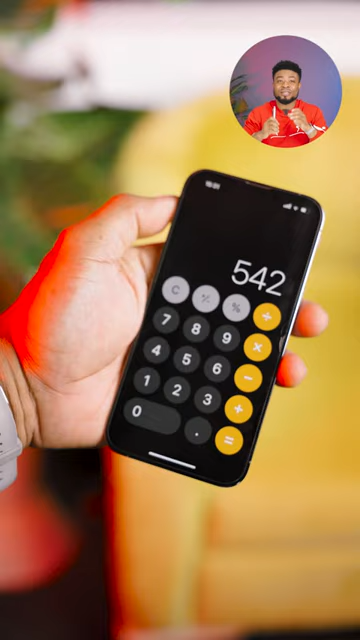 542
C +/- % ÷
7 8 9 ×
4 5 6 −
1 2 3 +
0 . =